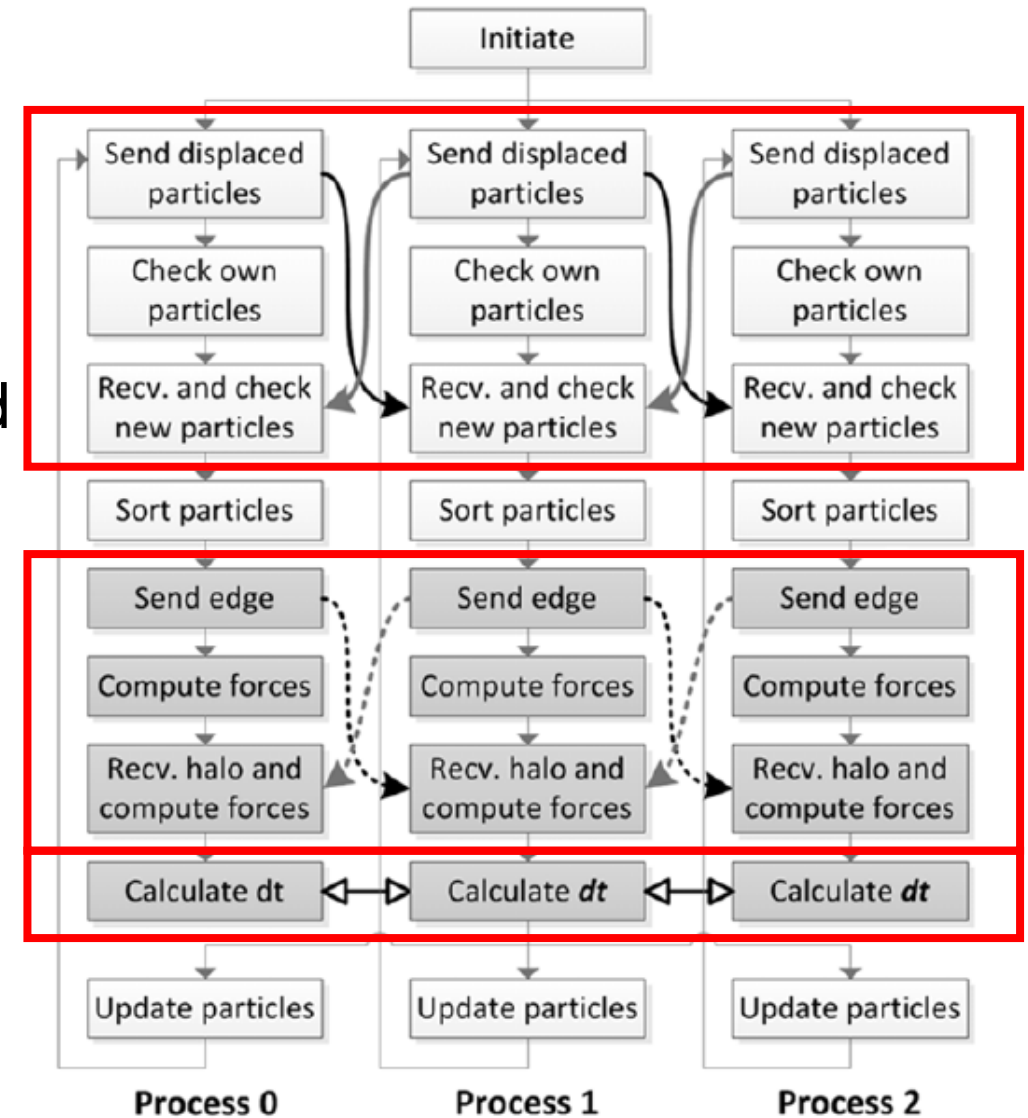 Initiate
Send displaced
particles
Send displaced
particles
Send displaced
particles
Check own
particles
Check own
particles
Check own
particles
Recv. and check
new particles
Recv. and check
new particles
Recv. and check
new particles
Sort particles
Sort particles
Sort particles
Send edge
Send edge
Send edge
Compute forces
Compute forces
Compute forces
Recv. halo and
compute forces
Recv. halo and
compute forces
Recv. halo and
compute forces
Calculate dt
Calculate dt
Calculate dt
Update particles
Update particles
Update particles
Process 0
Process 1
Process 2